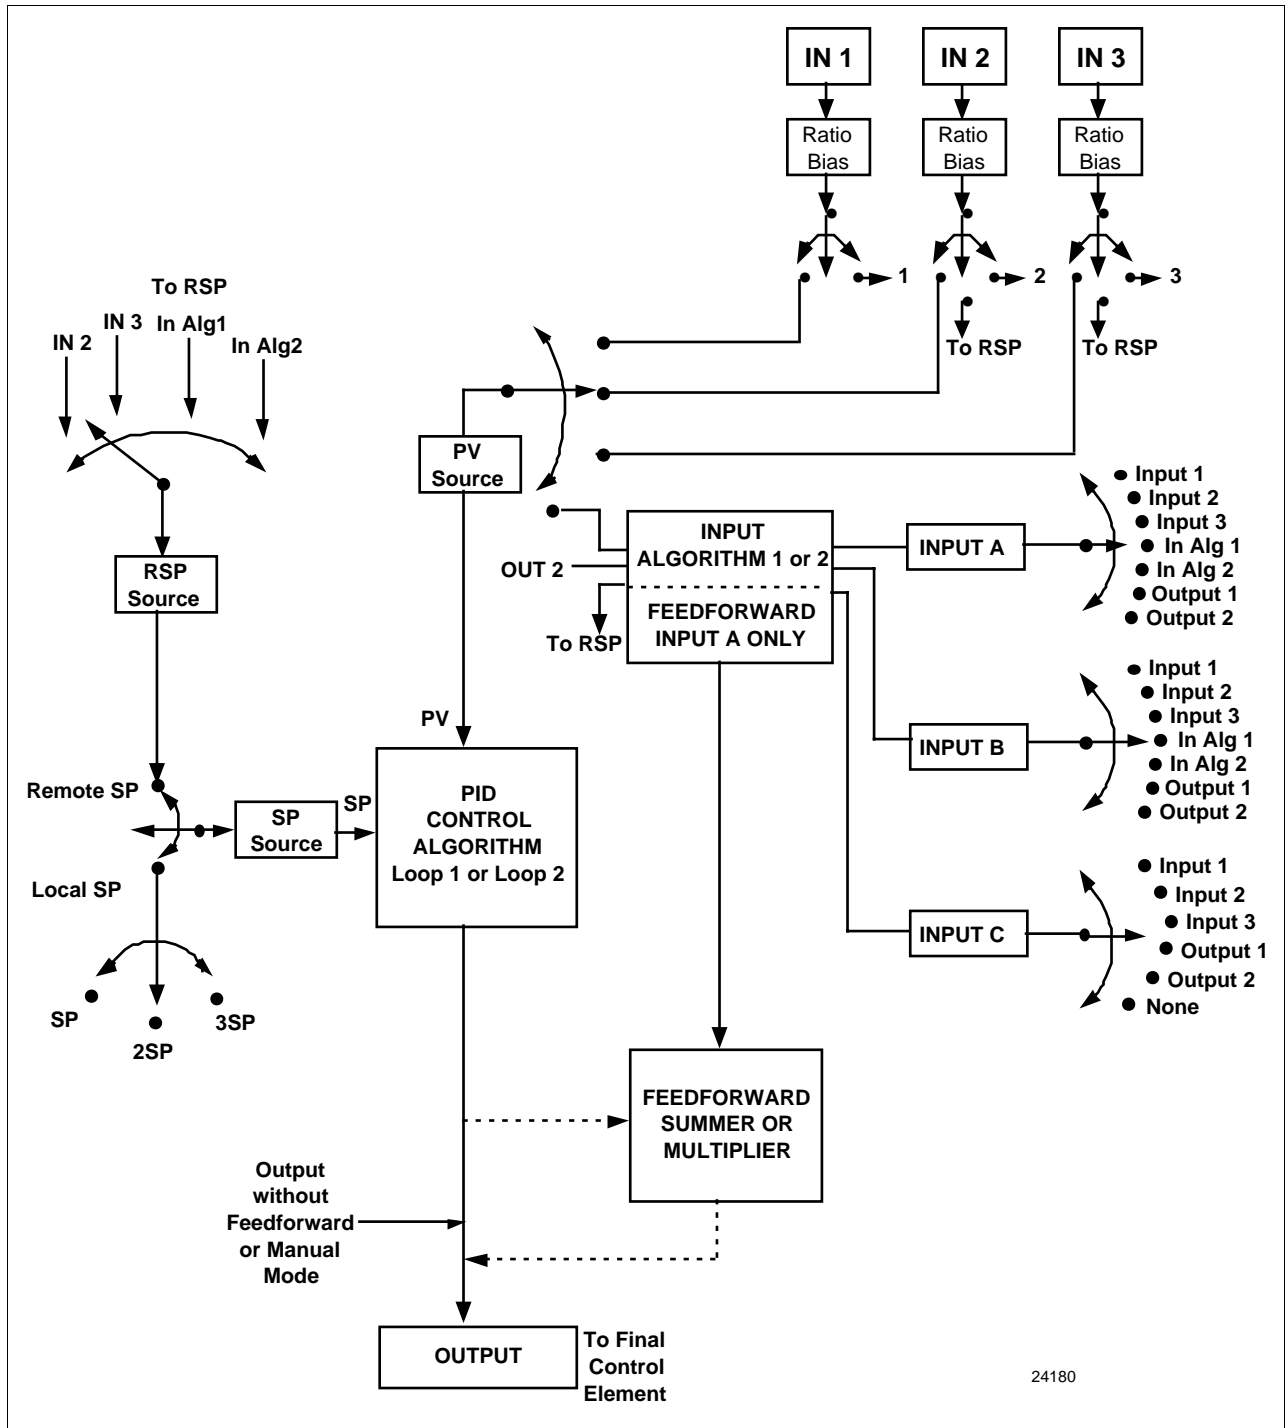 IN 1
IN 2
IN 3
Ratio
Bias
Ratio
Bias
Ratio
Bias
1
2
3
To RSP
To RSP
To RSP
IN 2
IN 3
In Alg1
In Alg2
RSP
Source
PV
Source
INPUT
ALGORITHM 1 or 2
FEEDFORWARD
INPUT A ONLY
OUT 2
To RSP
INPUT A
Input 1
Input 2
Input 3
In Alg 1
In Alg 2
Output 1
Output 2
INPUT B
Input 1
Input 2
Input 3
In Alg 1
In Alg 2
Output 1
Output 2
INPUT C
Input 1
Input 2
Input 3
Output 1
Output 2
None
PV
Remote SP
SP
Source
SP
PID
CONTROL
ALGORITHM
Loop 1 or Loop 2
Local SP
SP
2SP
3SP
FEEDFORWARD
SUMMER OR
MULTIPLIER
Output
without
Feedforward
or Manual
Mode
OUTPUT
To Final
Control
Element
24180